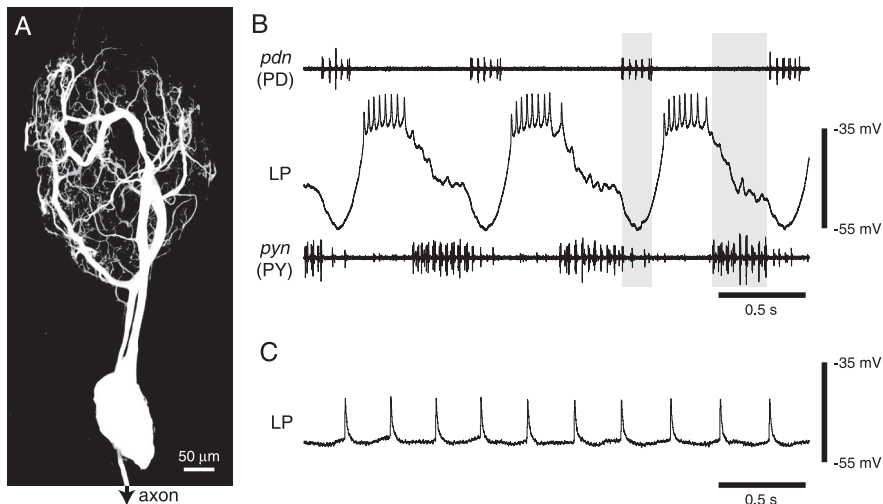 A
50 μm
axon
B
pdn
(PD)
LP
-35 mV
-55 mV
pyn
(PY)
0.5 s
C
-35 mV
LP
-55 mV
0.5 s